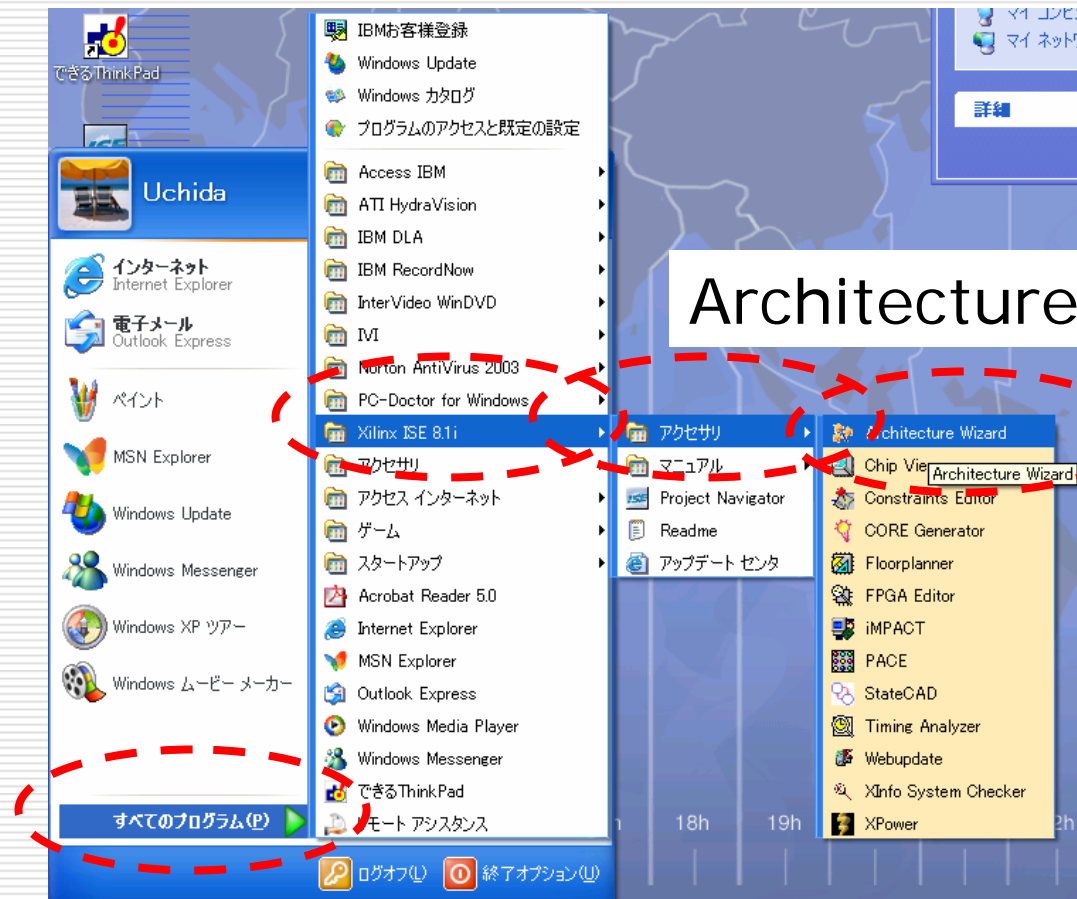 できるThinkPad
Uchida
インターネット
Internet Explorer
電子メール
Outlook Express
ペイント
MSN Explorer
Windows Update
Windows Messenger
Windows XP ツアー
Windows ムービー メーカー
すべてのプログラム(P)
ログオフ(L)
終了オプション(U)
IBMお客様登録
Windows Update
Windows カタログ
プログラムのアクセスと既定の設定
Access IBM
ATI HydraVision
IBM DLA
IBM RecordNow
InterVideo WinDVD
IVI
Norton AntiVirus 2003
PC-Doctor for Windows
Xilinx ISE 8.1i
アクセサリ
アクセス インターネット
ゲーム
スタートアップ
Acrobat Reader 5.0
Internet Explorer
MSN Explorer
Outlook Express
Windows Media Player
Windows Messenger
できるThinkPad
リモート アシスタンス
アクセサリ
マニュアル
Project Navigator
Readme
アップデート センタ
Architecture Wizard
Chip Vie
Architecture Wizard
Constraints Editor
CORE Generator
Floorplanner
FPGA Editor
iMPACT
PACE
StateCAD
Timing Analyzer
Webupdate
XInfo System Checker
XPower
マイ コンピ
マイ ネットワ
詳細
Architecture
18h
19h